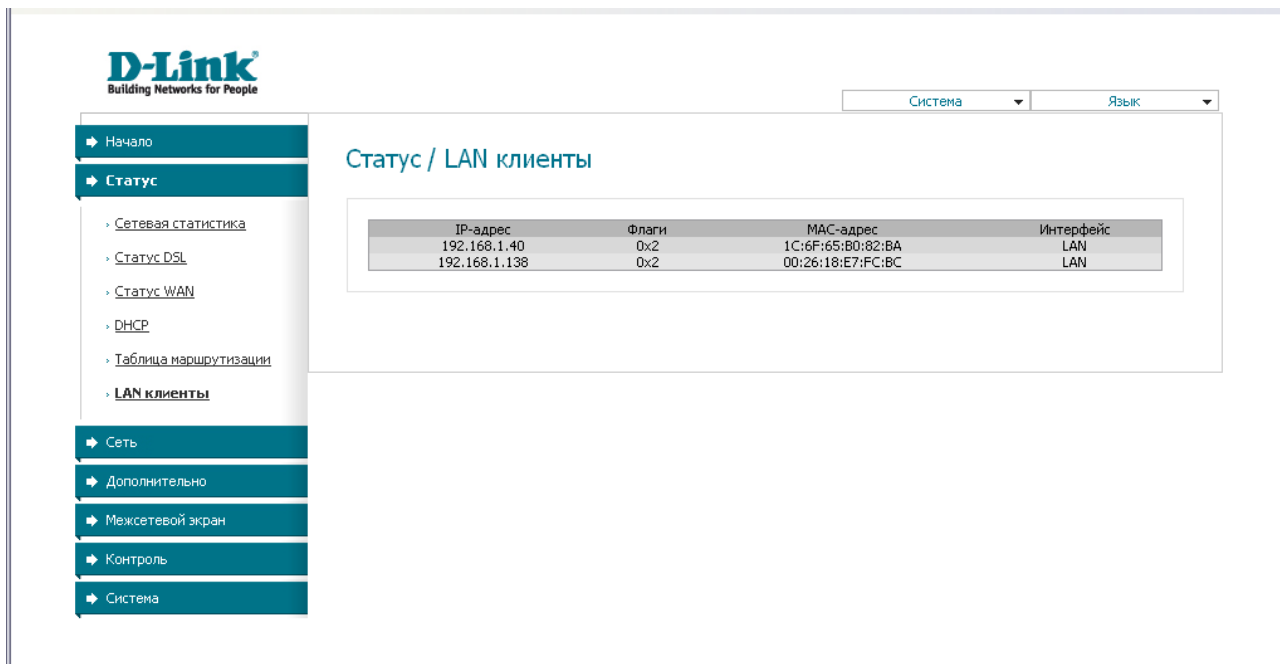 D-Link®
Building Networks for People
Система Язык
Начало
Статус
Сетевая статистика
Статус DSL
Статус WAN
DHCP
Таблица маршрутизации
LAN клиенты
Сеть
Дополнительно
Межсетевой экран
Контроль
Система
Статус / LAN клиенты
IP-адрес Флаги MAC-адрес Интерфейс
192.168.1.40 0x2 1C:6F:65:B0:82:BA LAN
192.168.1.138 0x2 00:26:18:E7:FC:BC LAN